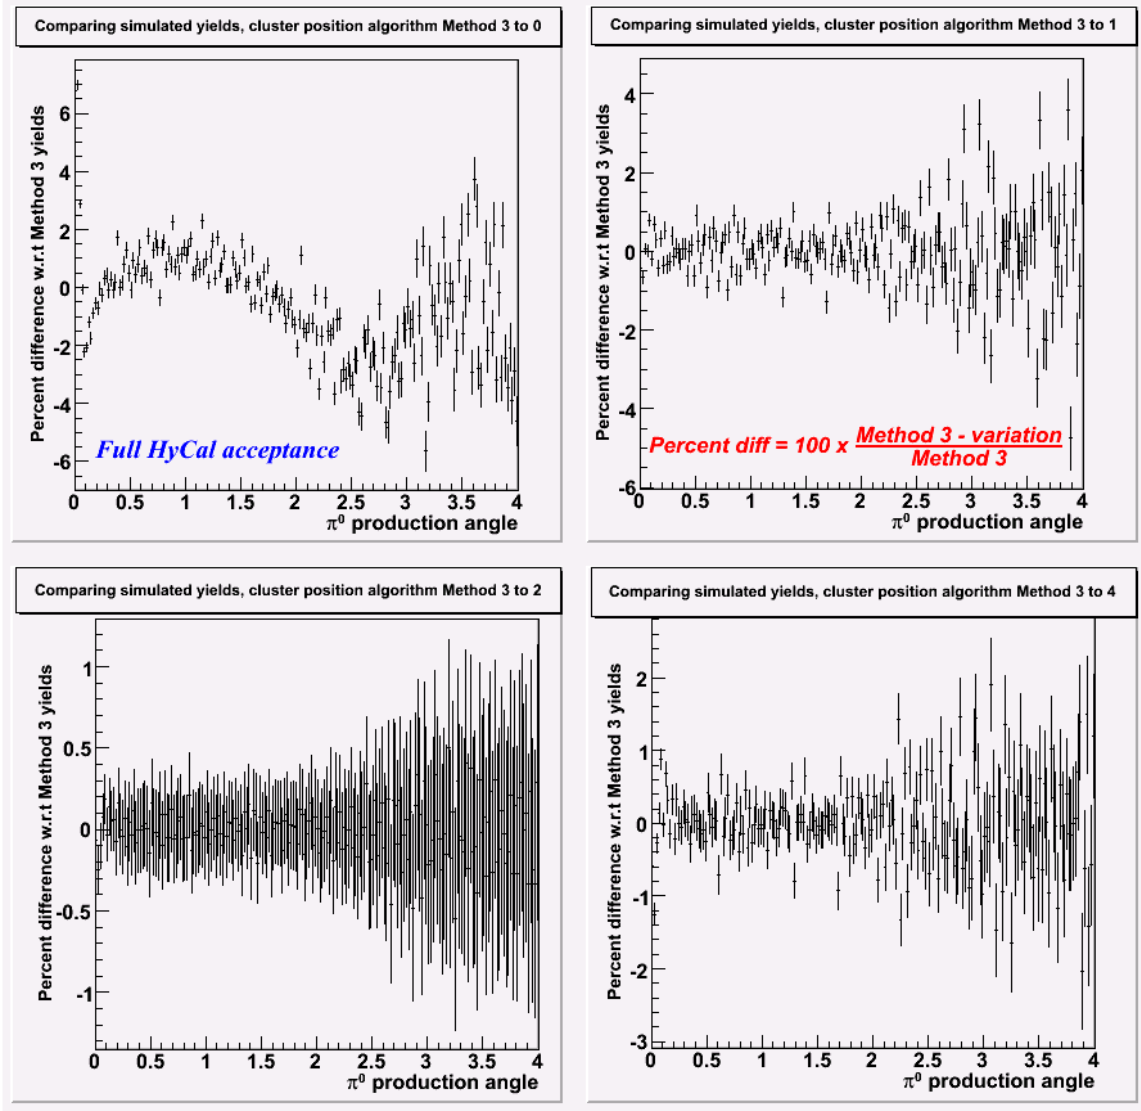 Comparing simulated yields, cluster position algorithm Method 3 to 0
Percent difference w.r.t Method 3 yields
6
4
2
0
-2
-4
-6
Full HyCal acceptance
0 0.5 1 1.5 2 2.5 3 3.5 4
π⁰ production angle
Comparing simulated yields, cluster position algorithm Method 3 to 1
Percent difference w.r.t Method 3 yields
4
2
0
-2
-4
-6
Percent diff = 100 x Method 3 - variation
Method 3
0 0.5 1 1.5 2 2.5 3 3.5 4
π⁰ production angle
Comparing simulated yields, cluster position algorithm Method 3 to 2
Percent difference w.r.t Method 3 yields
1
0.5
0
-0.5
-1
0 0.5 1 1.5 2 2.5 3 3.5 4
π⁰ production angle
Comparing simulated yields, cluster position algorithm Method 3 to 4
Percent difference w.r.t Method 3 yields
2
1
0
-1
-2
-3
0 0.5 1 1.5 2 2.5 3 3.5 4
π⁰ production angle